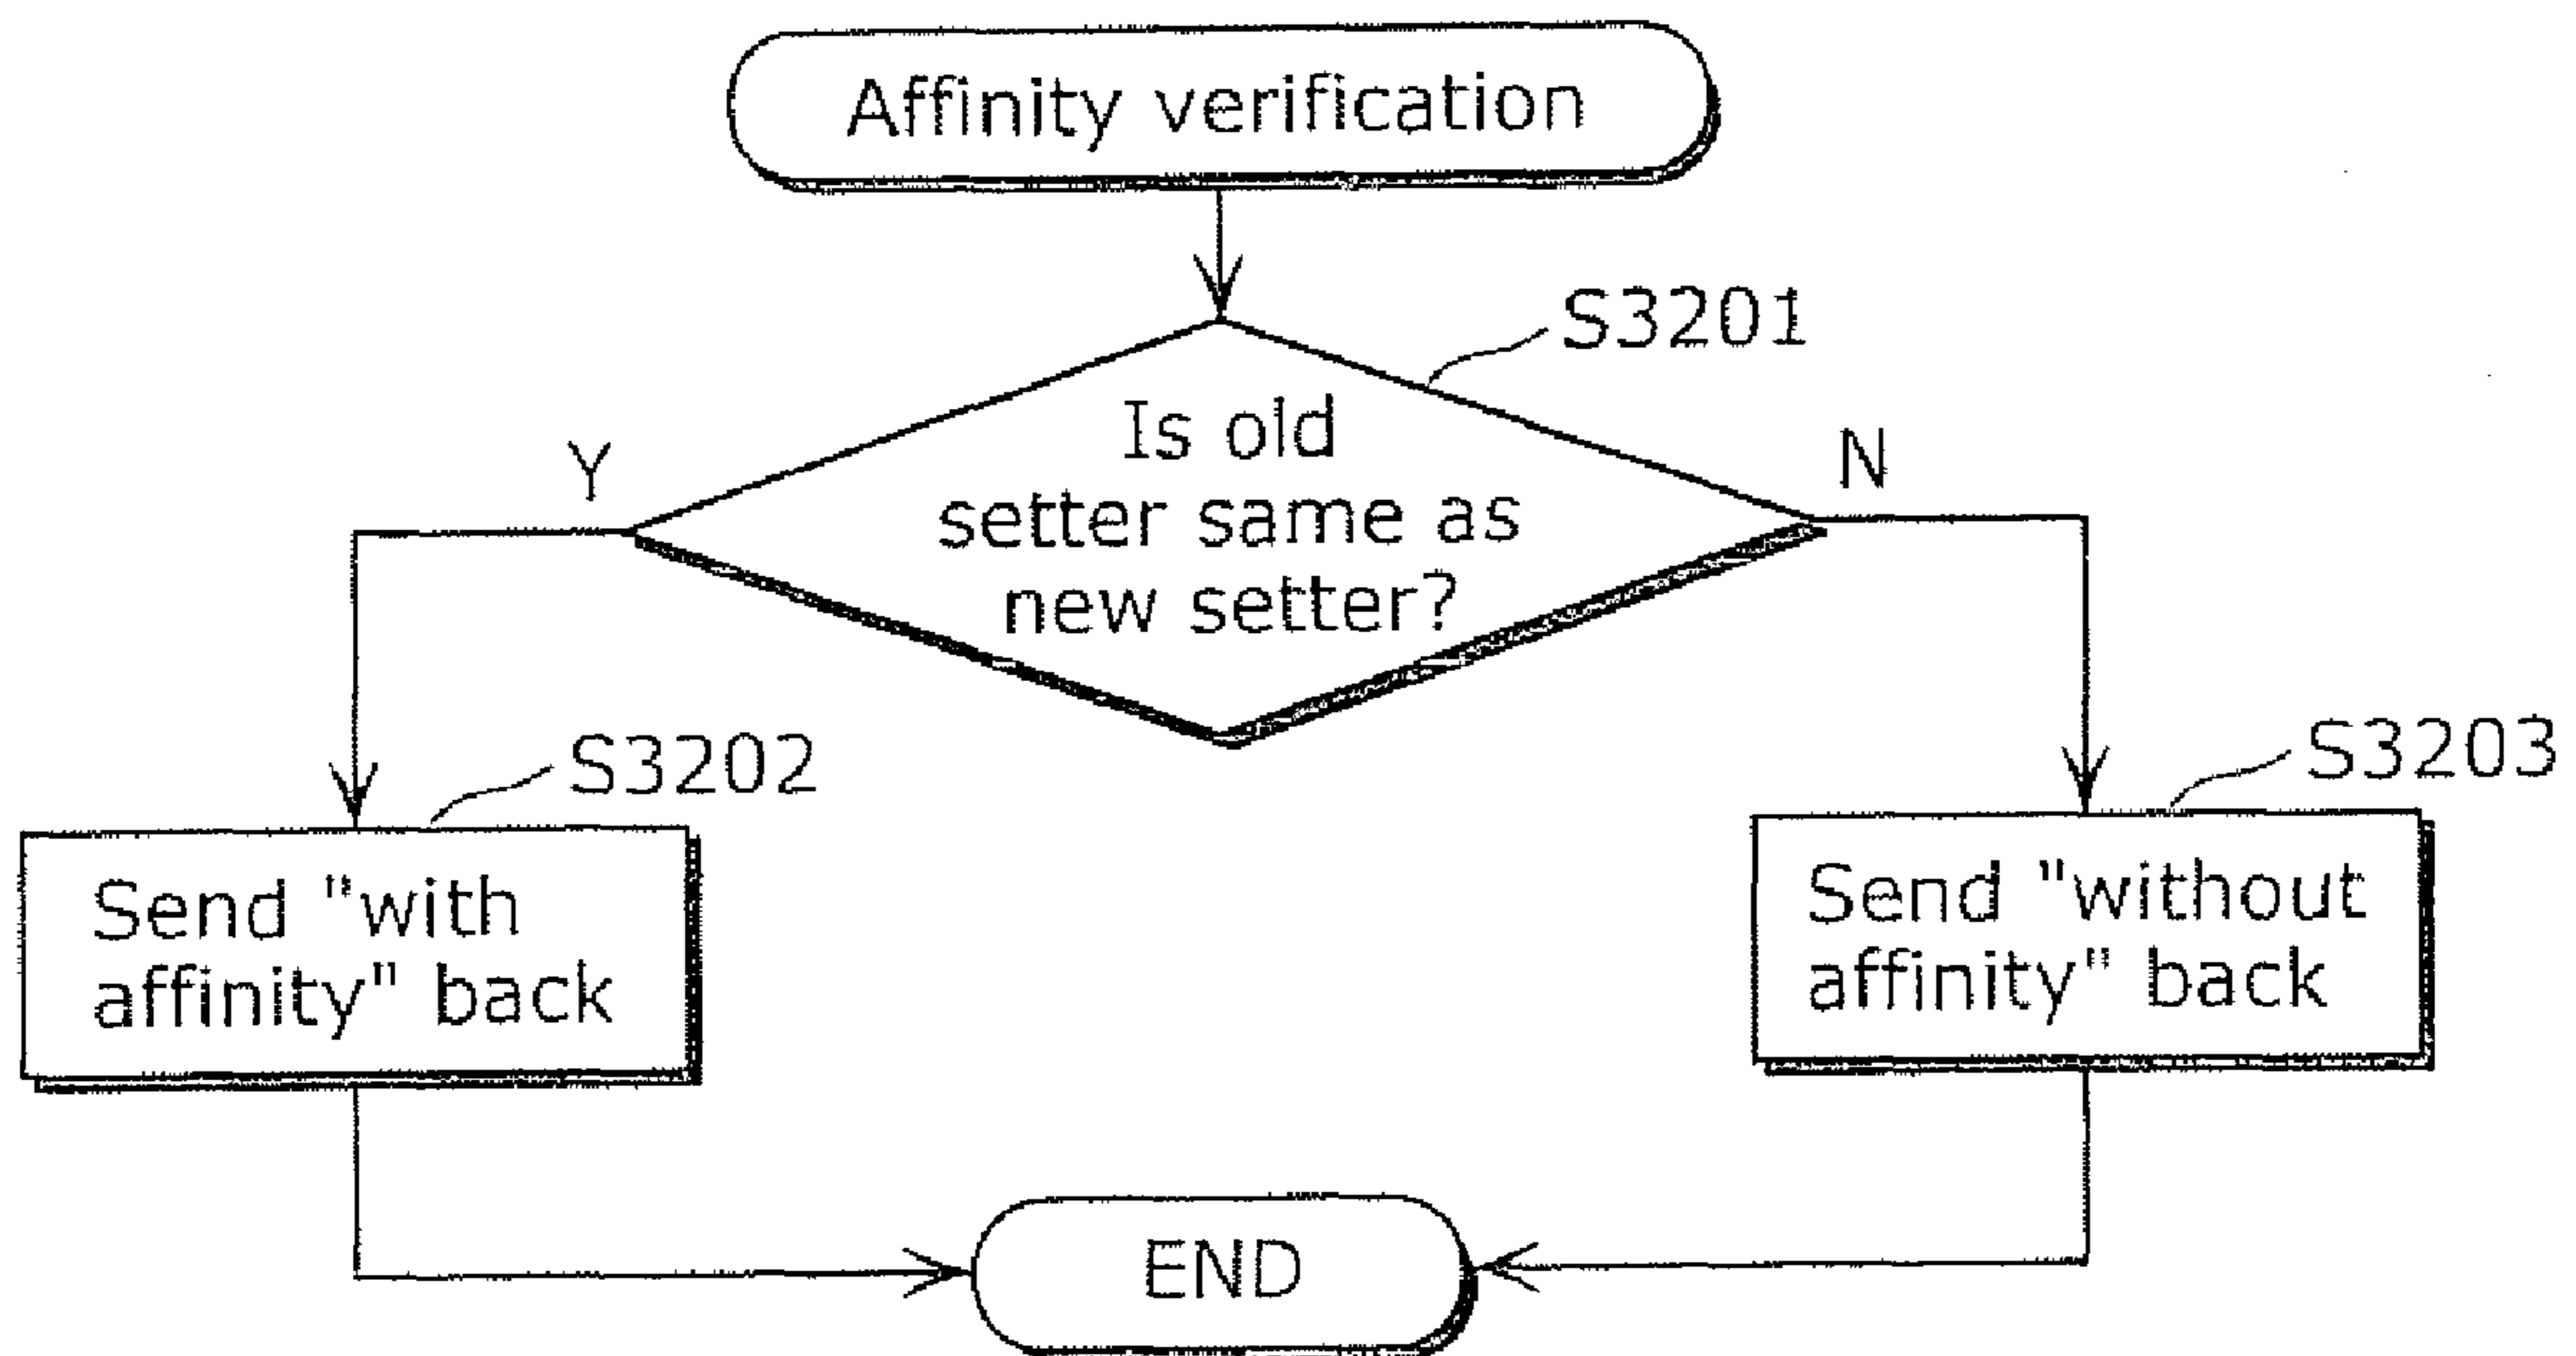 Affinity verification
S3201
Is old
setter same as
new setter?
Y
N
S3202
S3203
Send "with
affinity" back
Send "without
affinity" back
END